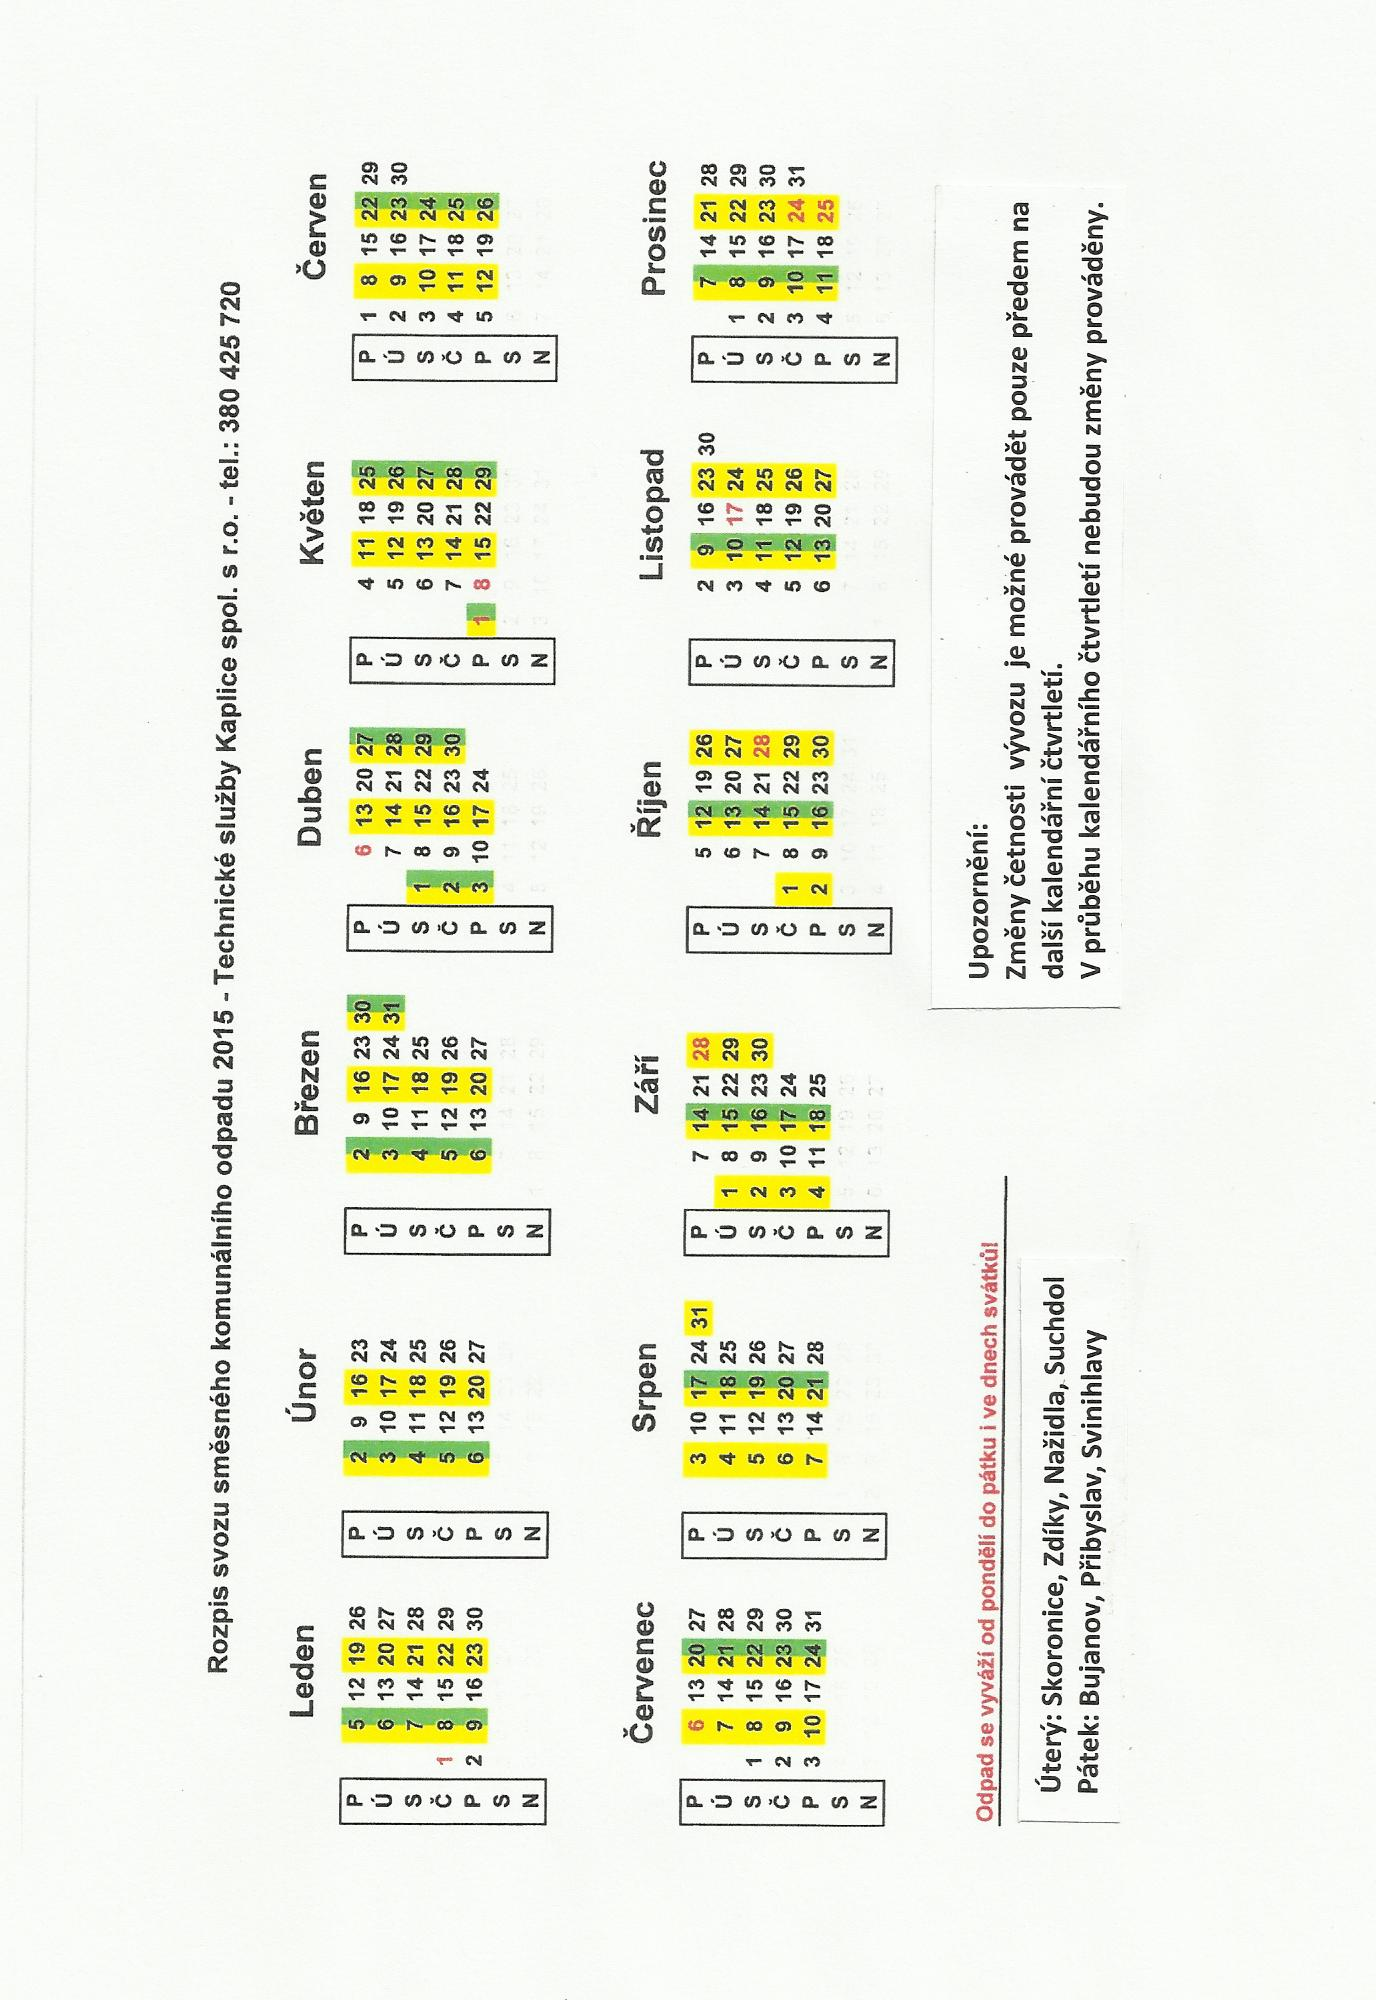 Rozpis svozu směsného komunálního odpadu 2015 - Technické služby Kaplice spol. s r.o. - tel.: 380 425 720
Leden
P 5 12 19 26
Ú 6 13 20 27
S 7 14 21 28
Č 1 8 15 22 29
P 2 9 16 23 30
S
N
Únor
P 2 9 16 23
Ú 3 10 17 24
S 4 11 18 25
Č 5 12 19 26
P 6 13 20 27
S
N
Březen
P 2 9 16 23 30
Ú 3 10 17 24 31
S 4 11 18 25
Č 5 12 19 26
P 6 13 20 27
S
N
Duben
P 6 13 20 27
Ú 7 14 21 28
S 1 8 15 22 29
Č 2 9 16 23 30
P 3 10 17 24
S
N
Květen
P 4 11 18 25
Ú 5 12 19 26
S 6 13 20 27
Č 7 14 21 28
P 1 8 15 22 29
S
N
Červen
P 1 8 15 22 29
Ú 2 9 16 23 30
S 3 10 17 24
Č 4 11 18 25
P 5 12 19 26
S
N
Červenec
P 6 13 20 27
Ú 7 14 21 28
S 1 8 15 22 29
Č 2 9 16 23 30
P 3 10 17 24 31
S
N
Srpen
P 3 10 17 24 31
Ú 4 11 18 25
S 5 12 19 26
Č 6 13 20 27
P 7 14 21 28
S
N
Září
P 7 14 21 28
Ú 1 8 15 22 29
S 2 9 16 23 30
Č 3 10 17 24
P 4 11 18 25
S
N
Říjen
P 5 12 19 26
Ú 6 13 20 27
S 7 14 21 28
Č 1 8 15 22 29
P 2 9 16 23 30
S
N
Listopad
P 2 9 16 23 30
Ú 3 10 17 24
S 4 11 18 25
Č 5 12 19 26
P 6 13 20 27
S
N
Prosinec
P 7 14 21 28
Ú 1 8 15 22 29
S 2 9 16 23 30
Č 3 10 17 24 31
P 4 11 18 25
S
N
Odpad se vyváží od pondělí do pátku i ve dnech svátků!
Úterý: Skoronice, Zdíky, Nažidla, Suchdol
Pátek: Bujanov, Přibyslav, Svinihlavy
Upozornění:
Změny četnosti vývozu je možné provádět pouze předem na
další kalendářní čtvrtletí.
V průběhu kalendářního čtvrtletí nebudou změny prováděny.